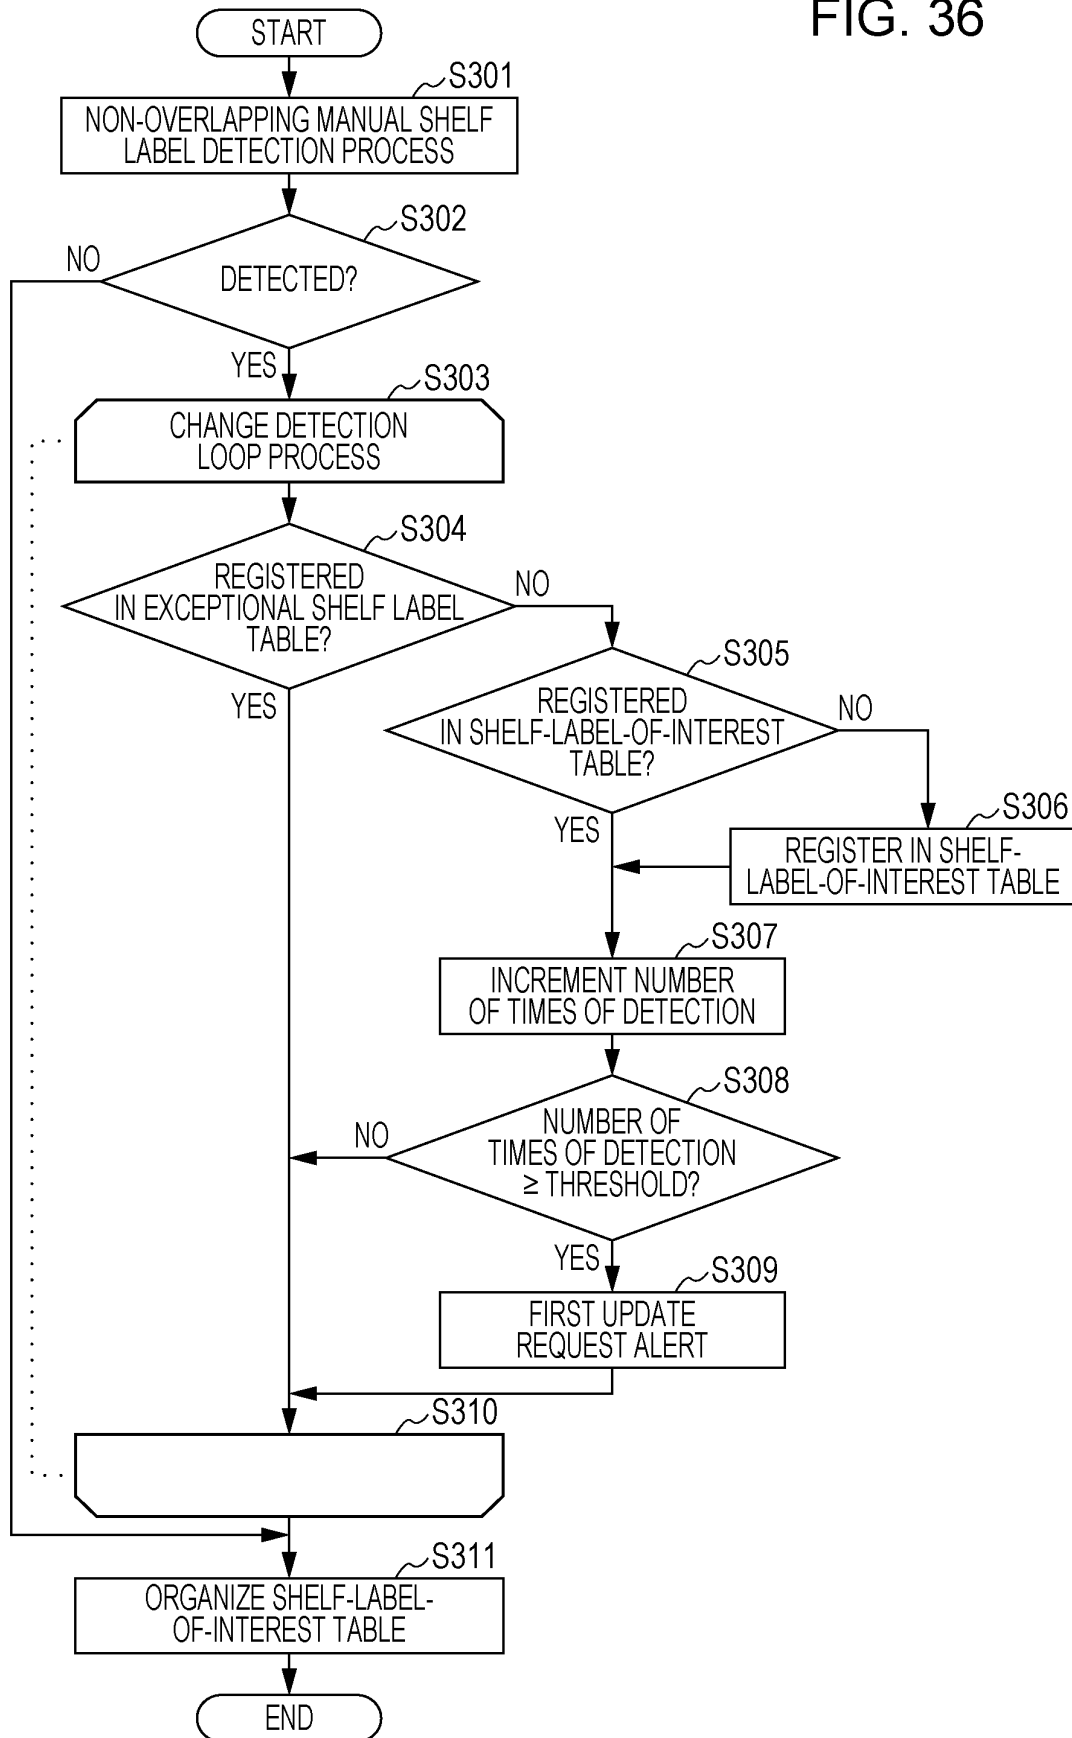 FIG. 36
START
S301
NON-OVERLAPPING MANUAL SHELF
LABEL DETECTION PROCESS
S302
NO
DETECTED?
YES
S303
CHANGE DETECTION
LOOP PROCESS
S304
REGISTERED
IN EXCEPTIONAL SHELF LABEL
TABLE?
NO
YES
S305
REGISTERED
IN SHELF-LABEL-OF-INTEREST
TABLE?
NO
YES
S306
REGISTER IN SHELF-
LABEL-OF-INTEREST TABLE
S307
INCREMENT NUMBER
OF TIMES OF DETECTION
S308
NUMBER OF
TIMES OF DETECTION
≥ THRESHOLD?
NO
YES
S309
FIRST UPDATE
REQUEST ALERT
S310
S311
ORGANIZE SHELF-LABEL-
OF-INTEREST TABLE
END